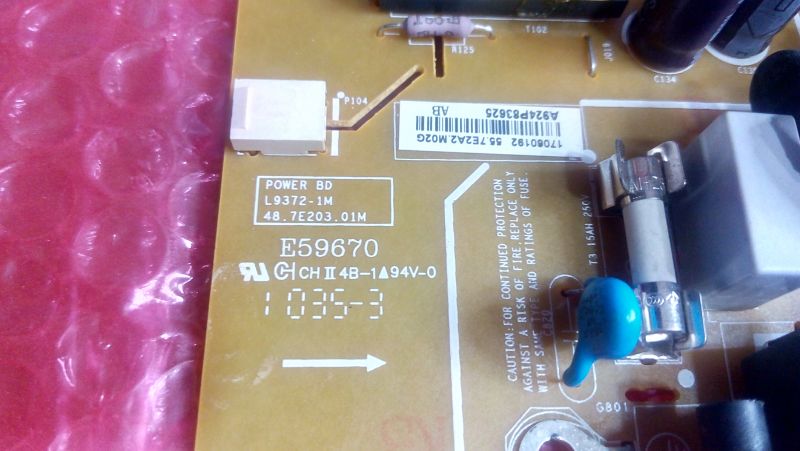 T102
R125
J018
C134
P104
A924P83625
AB
17060192 55.7E2A2.M02G
POWER BD
L9372-1M
48.7E203.01M
E59670
CH II 4B-1▲94V-0
1035-3
CAUTION:FOR CONTINUED PROTECTION
AGAINST A RISK OF FIRE,REPLACE ONLY
WITH SAME TYPE AND RATINGS OF FUSE.
T3 15AH 250V
G801